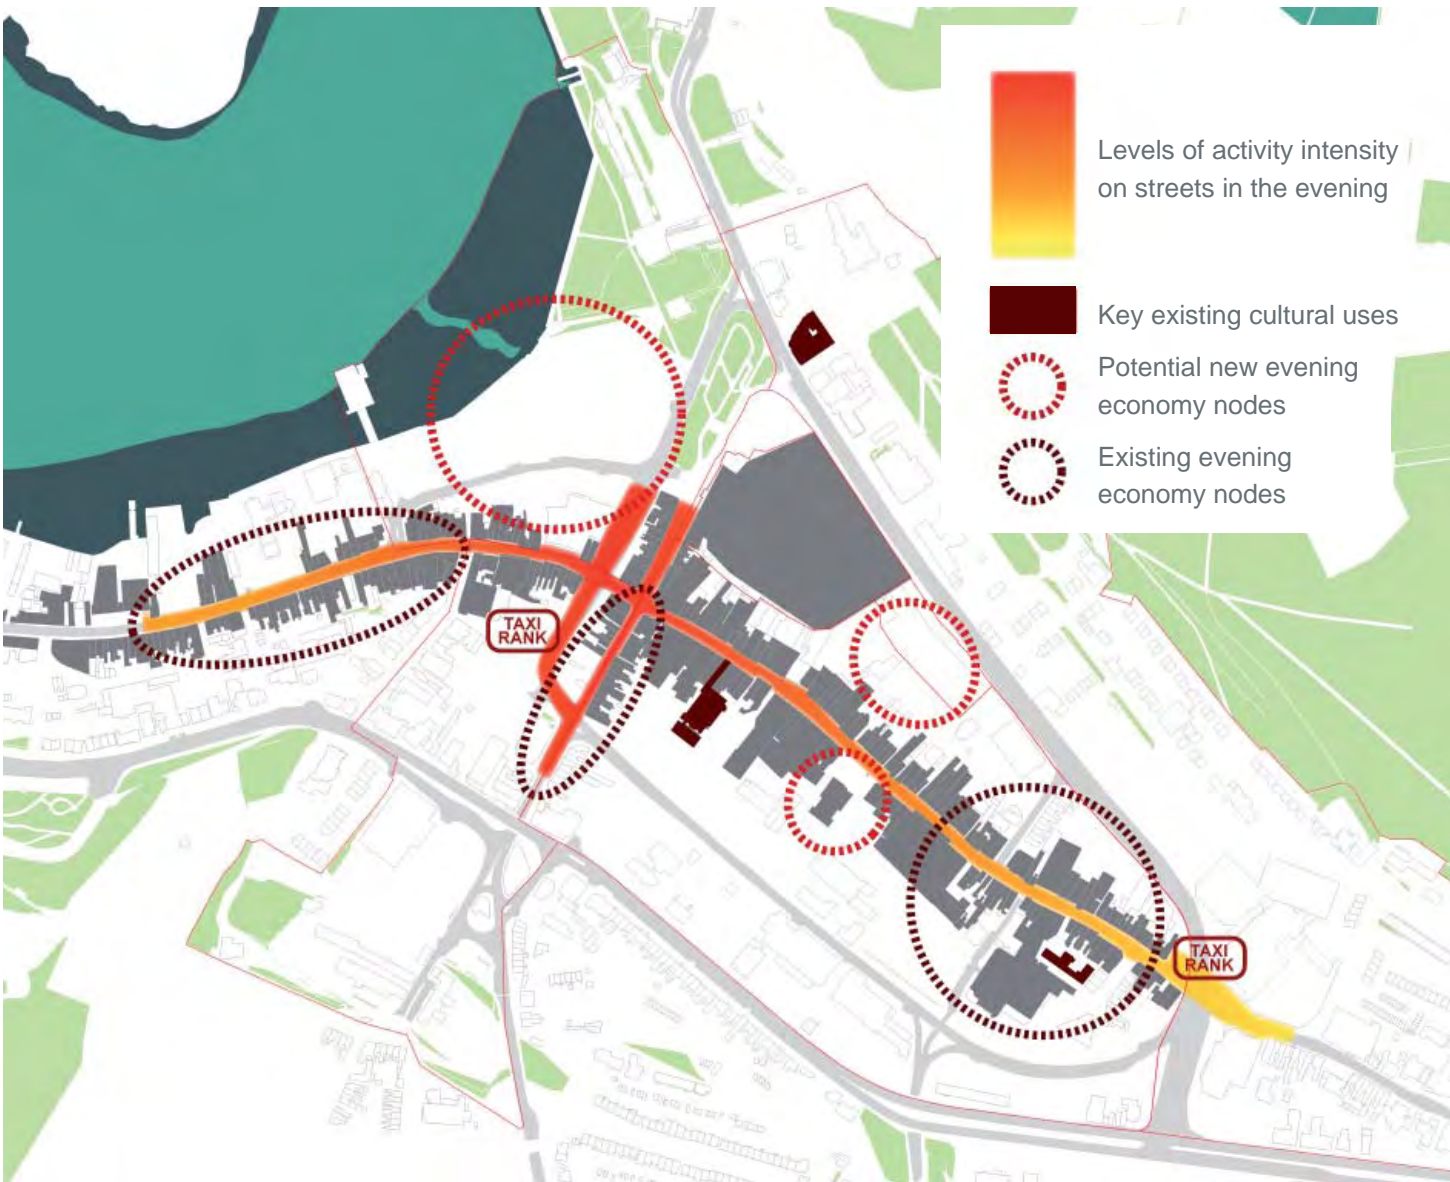 Levels of activity intensity
on streets in the evening
Key existing cultural uses
Potential new evening
economy nodes
Existing evening
economy nodes
TAXI
RANK
TAXI
RANK